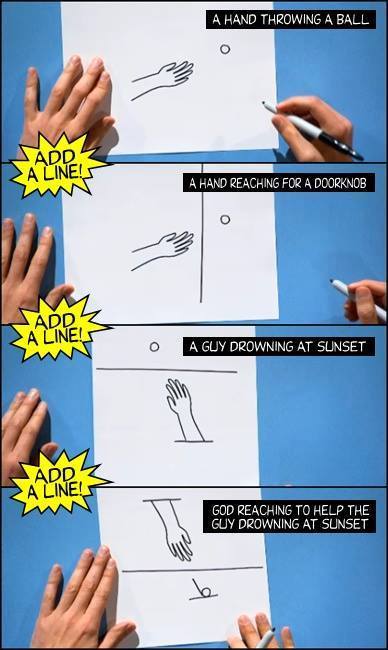 A HAND THROWING A BALL
ADD
A LINE!
A HAND REACHING FOR A DOORKNOB
ADD
A LINE!
A GUY DROWNING AT SUNSET
ADD
A LINE!
GOD REACHING TO HELP THE
GUY DROWNING AT SUNSET